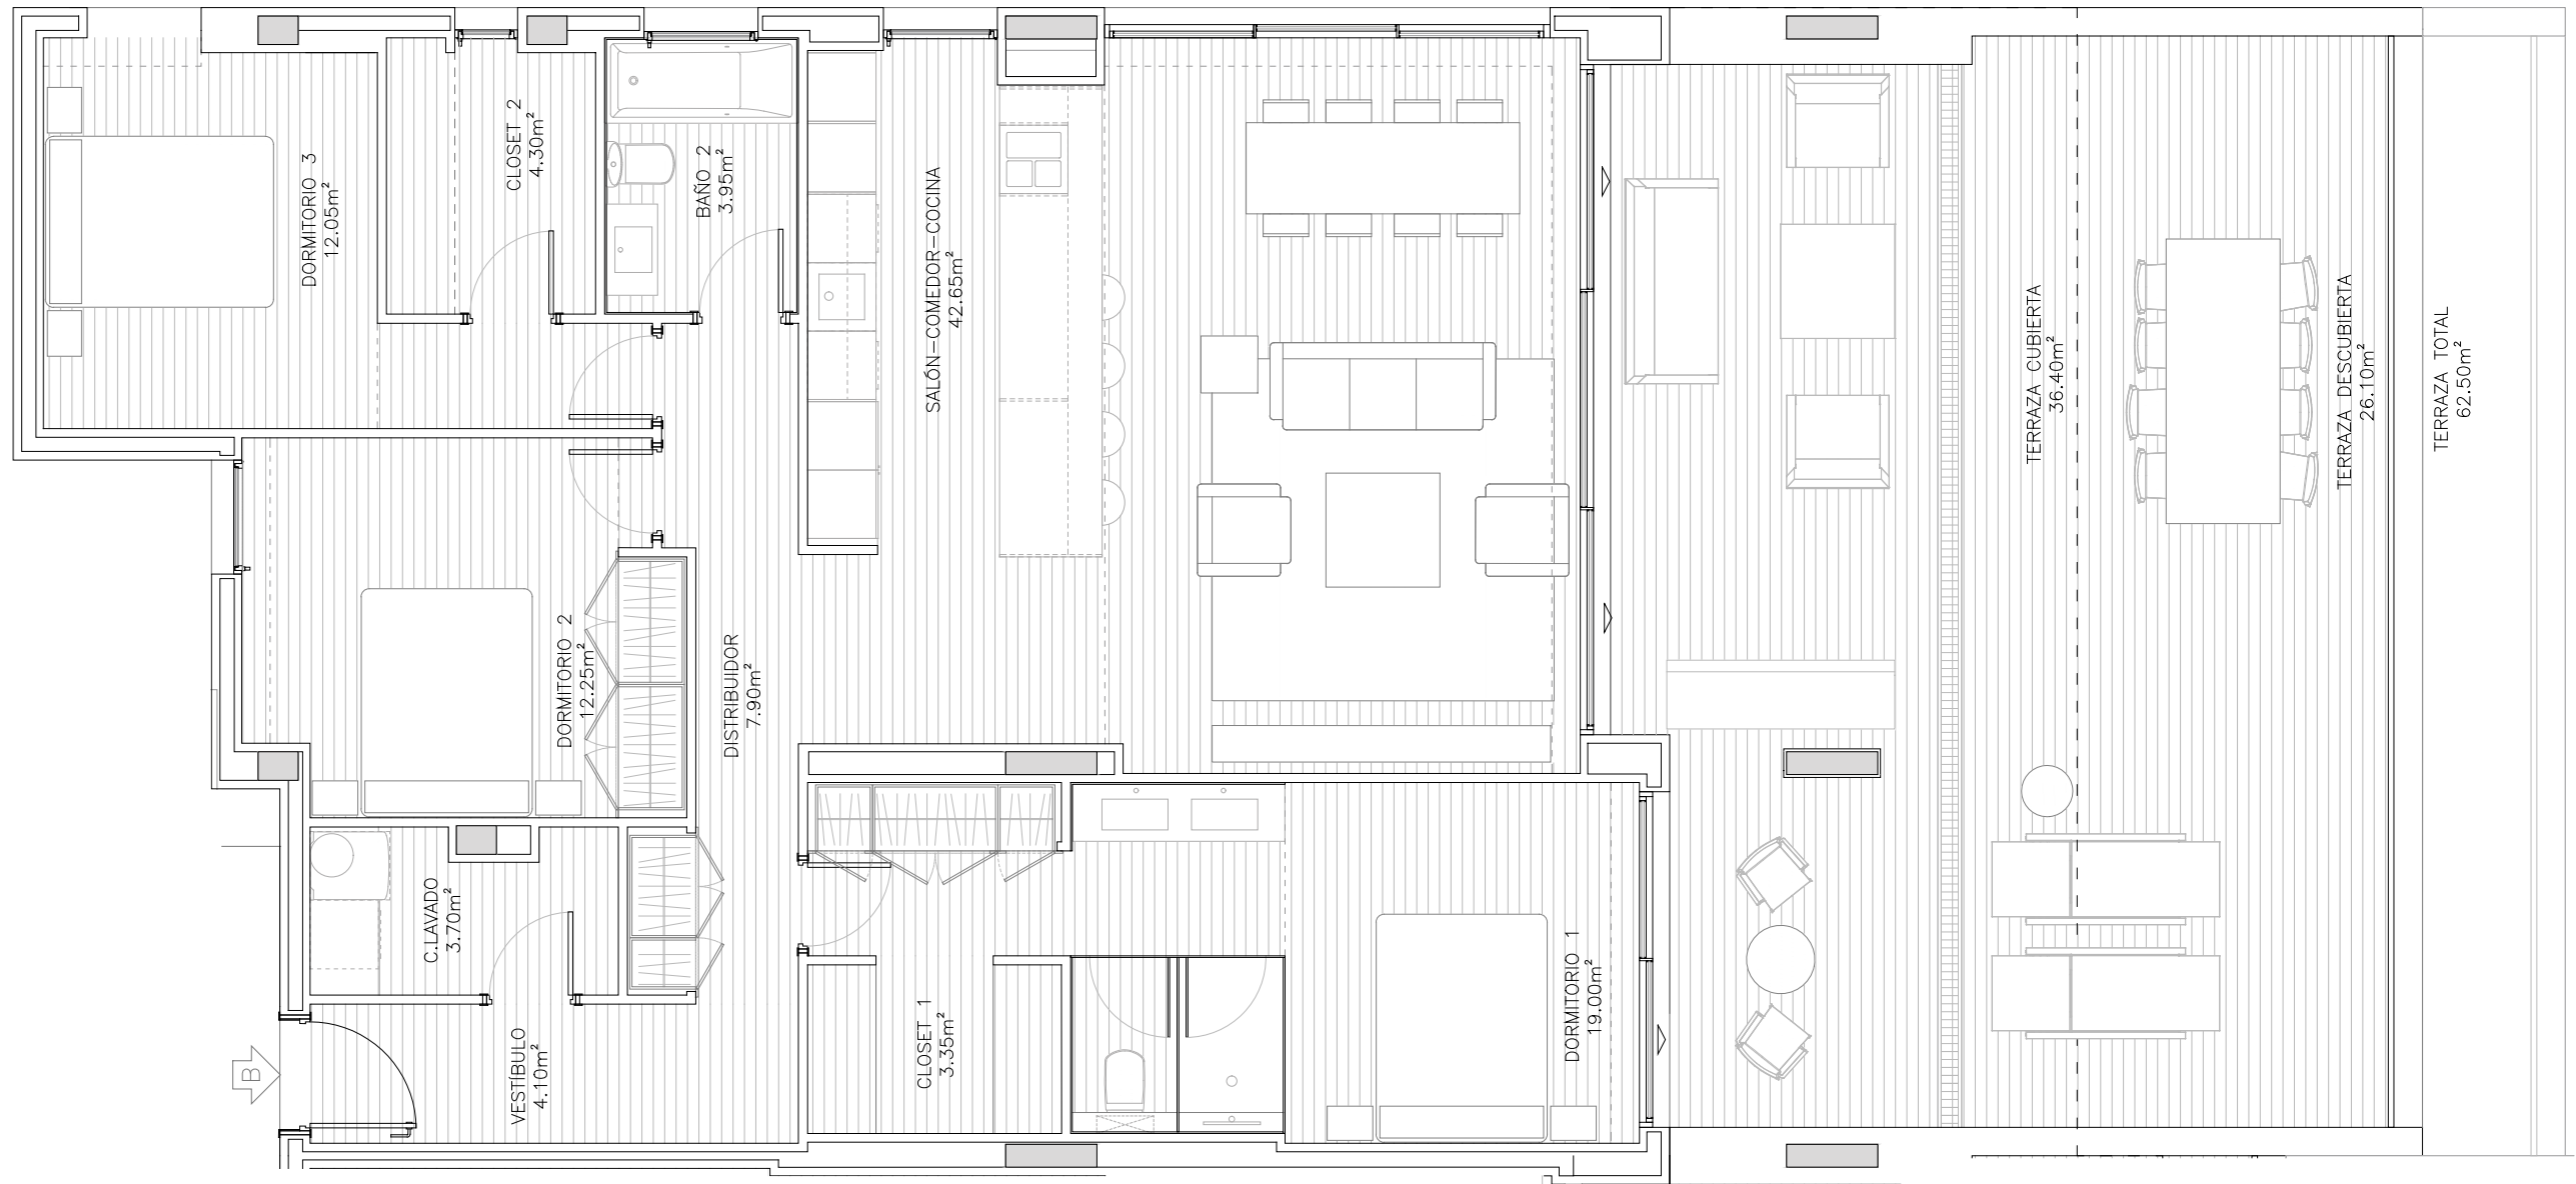 DORMITORIO 3
12.05m²
CLOSET 2
4.30m²
BAÑO 2
3.95m²
SALÓN-COMEDOR-COCINA
42.65m²
TERRAZA CUBIERTA
36.40m²
TERRAZA DESCUBIERTA
26.10m²
TERRAZA TOTAL
62.50m²
DORMITORIO 2
12.25m²
DISTRIBUIDOR
7.90m²
C.LAVADO
3.70m²
VESTÍBULO
4.10m²
CLOSET 1
3.35m²
DORMITORIO 1
19.00m²
B